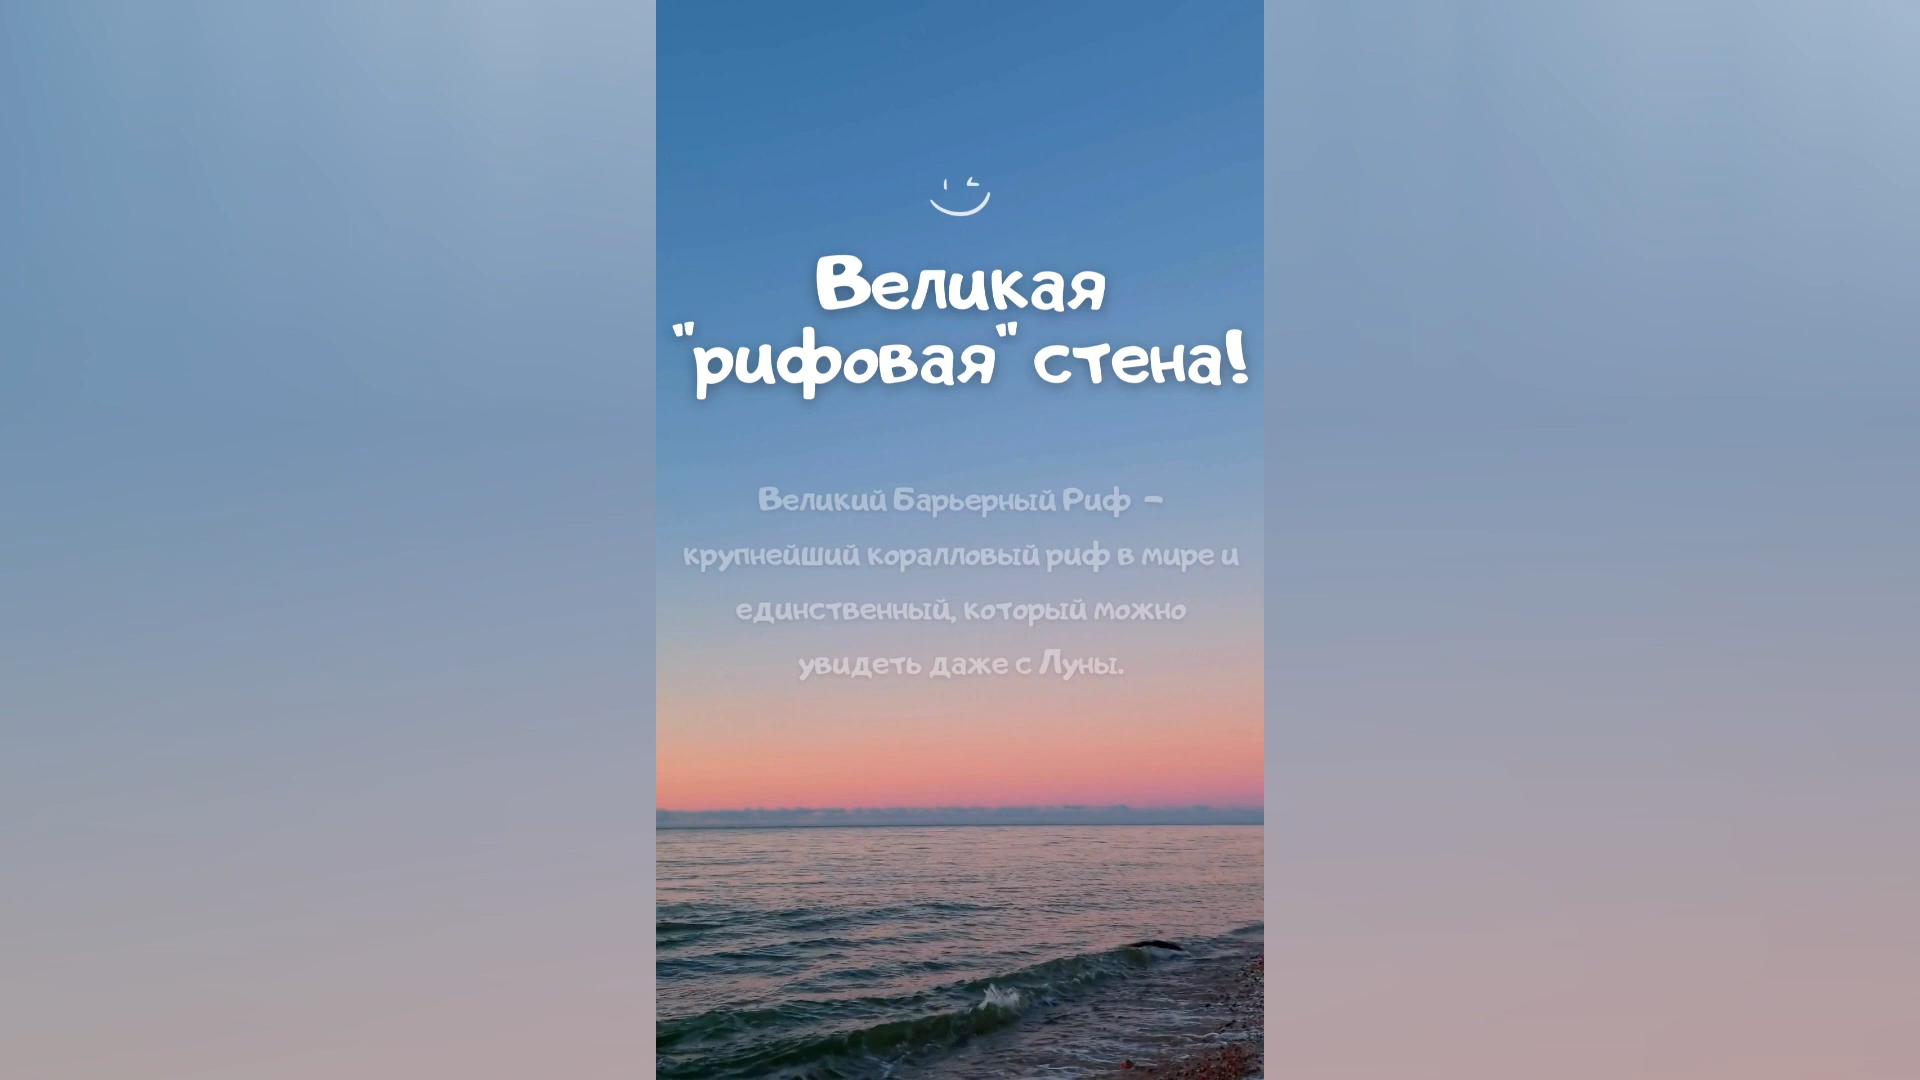 Великая
"рифовая" стена!
Великий Барьерный Риф –
крупнейший коралловый риф в мире и
единственный, который можно
увидеть даже с Луны.